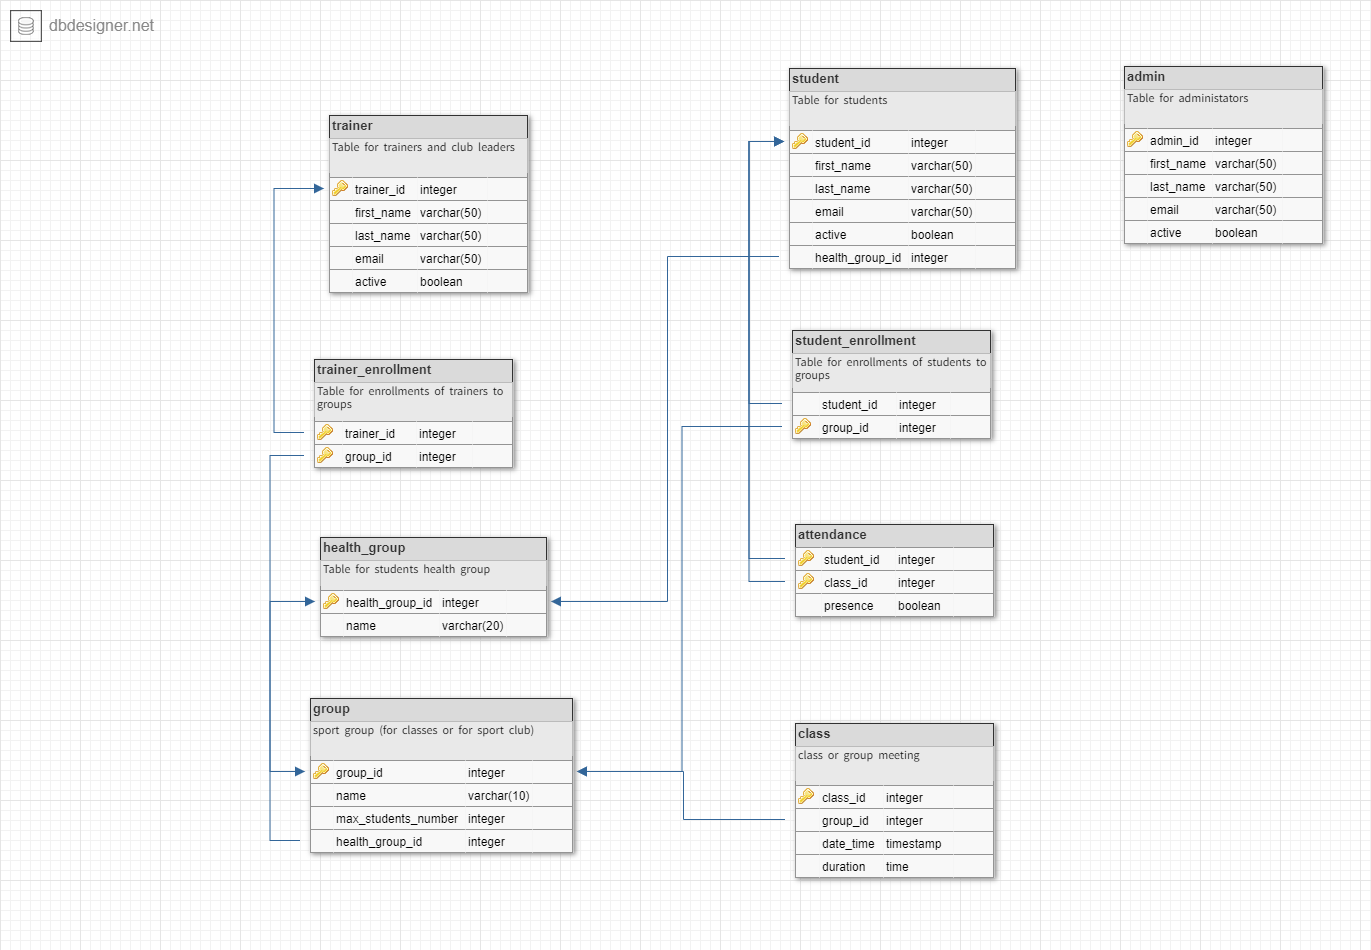 dbdesigner.net
trainer
Table for trainers and club leaders
trainer_id integer
first_name varchar(50)
last_name varchar(50)
email varchar(50)
active boolean
trainer_enrollment
Table for enrollments of trainers to
groups
trainer_id integer
group_id integer
health_group
Table for students health group
health_group_id integer
name varchar(20)
group
sport group (for classes or for sport club)
group_id integer
name varchar(10)
max_students_number integer
health_group_id integer
student
Table for students
student_id integer
first_name varchar(50)
last_name varchar(50)
email varchar(50)
active boolean
health_group_id integer
student_enrollment
Table for enrollments of students to
groups
student_id integer
group_id integer
attendance
student_id integer
class_id integer
presence boolean
class
class or group meeting
class_id integer
group_id integer
date_time timestamp
duration time
admin
Table for administators
admin_id integer
first_name varchar(50)
last_name varchar(50)
email varchar(50)
active boolean